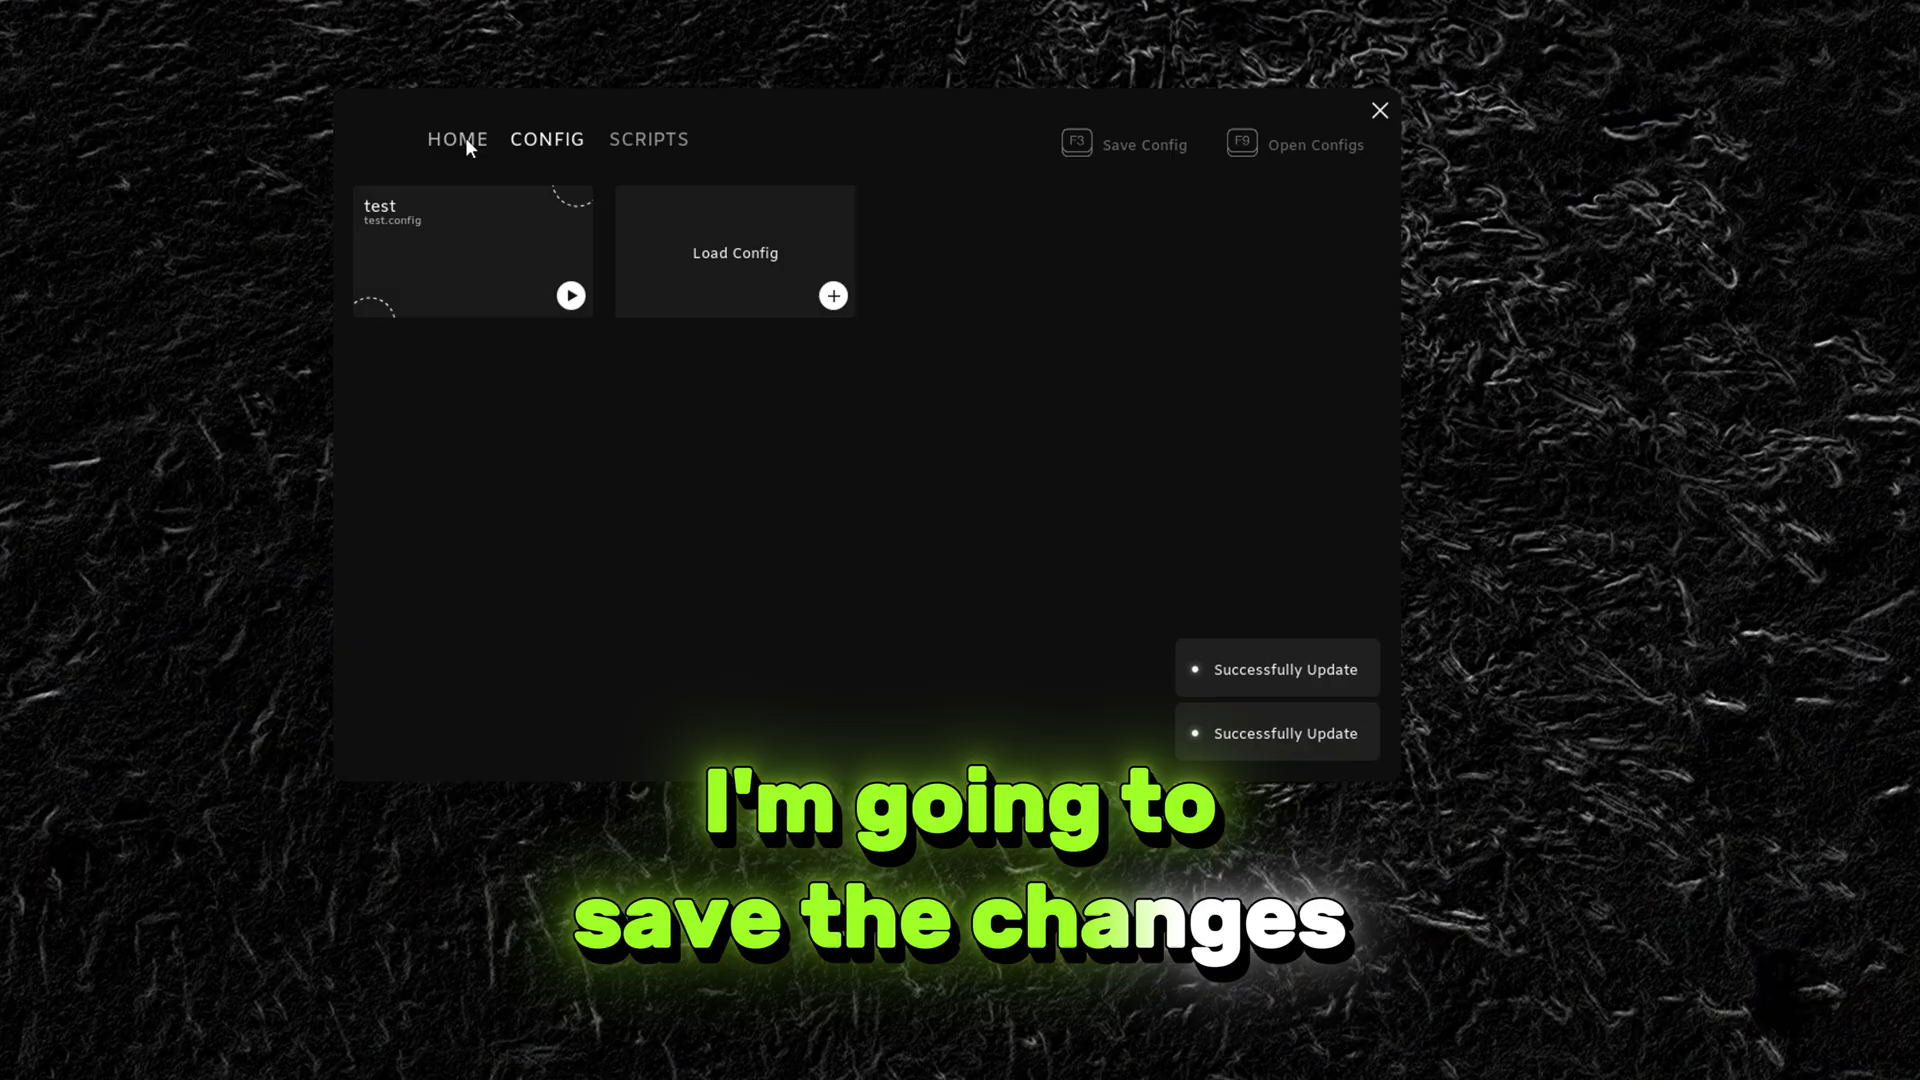 HOME CONFIG SCRIPTS
F3 Save Config F9 Open Configs
test
test.config
Load Config
Successfully Update
Successfully Update
I'm going to
save the changes